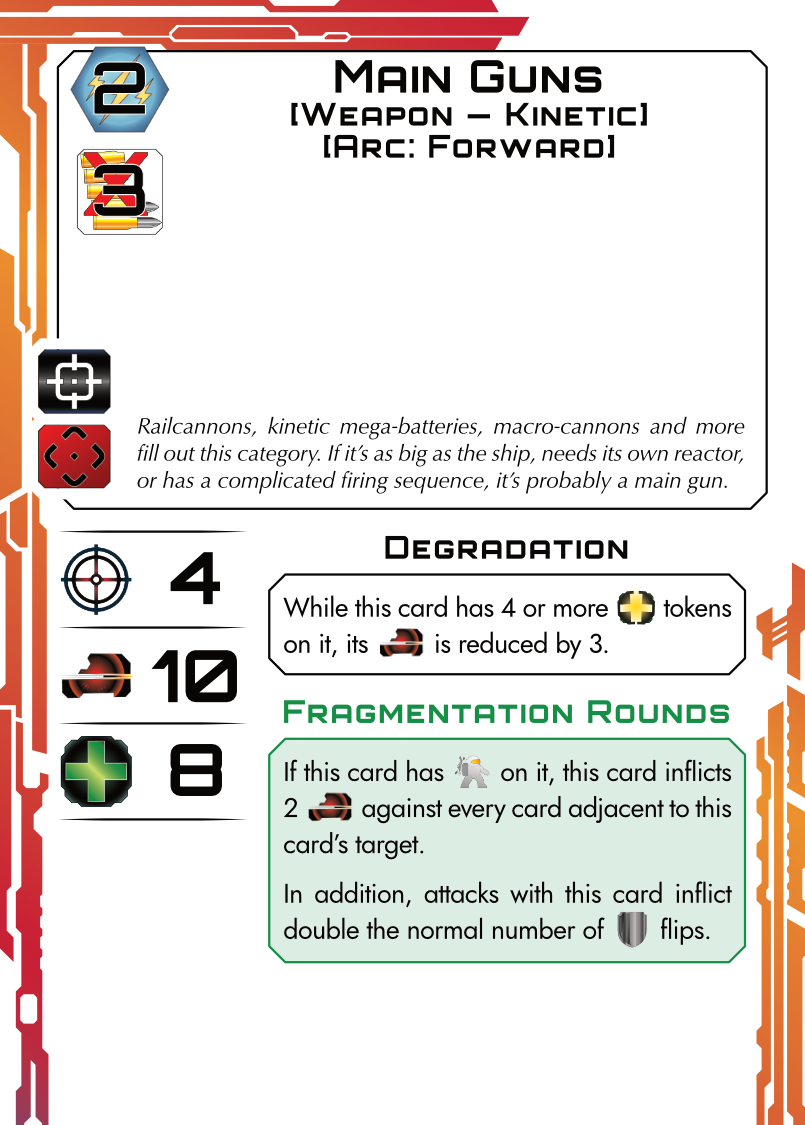 2
Main Guns
[Weapon – Kinetic]
[Arc: Forward]
3
Railcannons, kinetic mega-batteries, macro-cannons and more
fill out this category. If it's as big as the ship, needs its own reactor,
or has a complicated firing sequence, it's probably a main gun.
4
10
8
Degradation
While this card has 4 or more tokens
on it, its is reduced by 3.
Fragmentation Rounds
If this card has on it, this card inflicts
2 against every card adjacent to this
card's target.
In addition, attacks with this card inflict
double the normal number of flips.